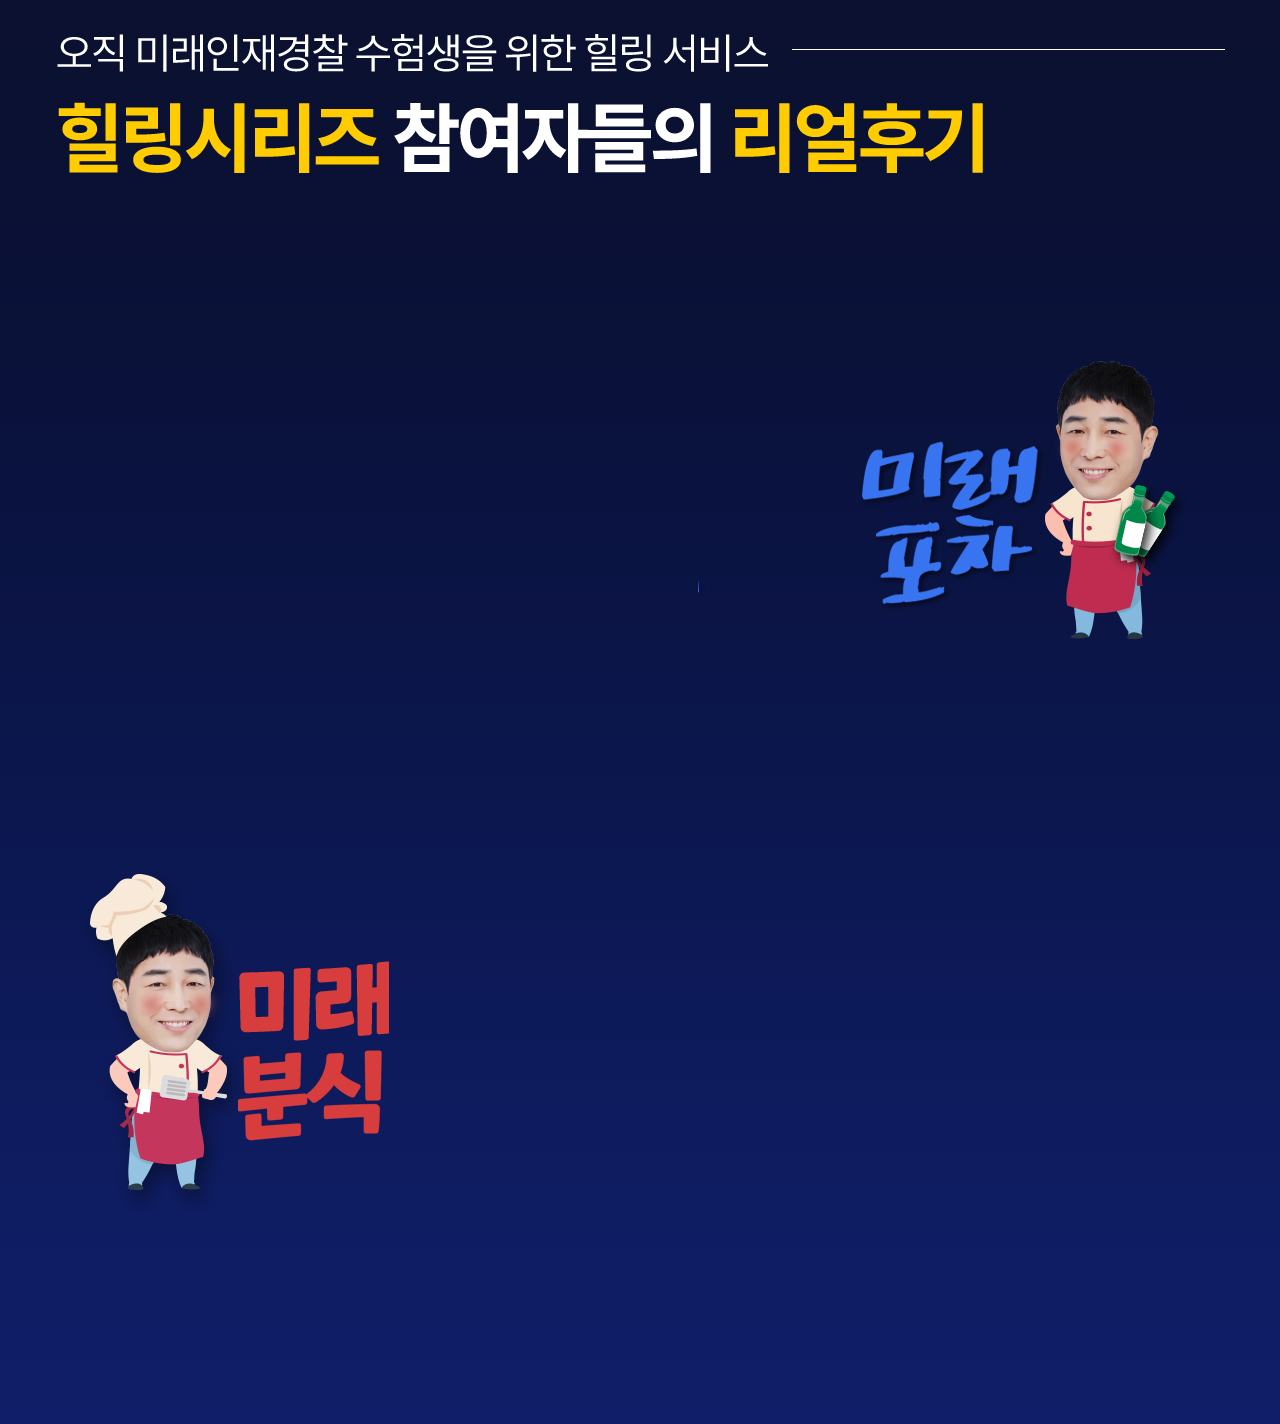 오직 미래인재경찰 수험생을 위한 힐링 서비스
힐링시리즈 참여자들의 리얼후기
미래
포차
미래
분식